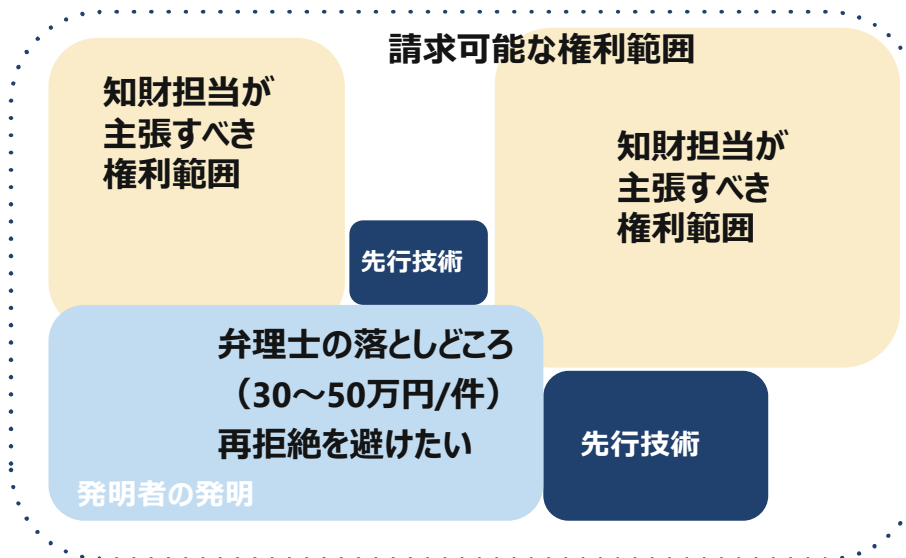 請求可能な権利範囲
知財担当が
主張すべき
権利範囲
知財担当が
主張すべき
権利範囲
先行技術
弁理士の落としどころ
（30～50万円/件）
再拒絶を避けたい
先行技術
発明者の発明